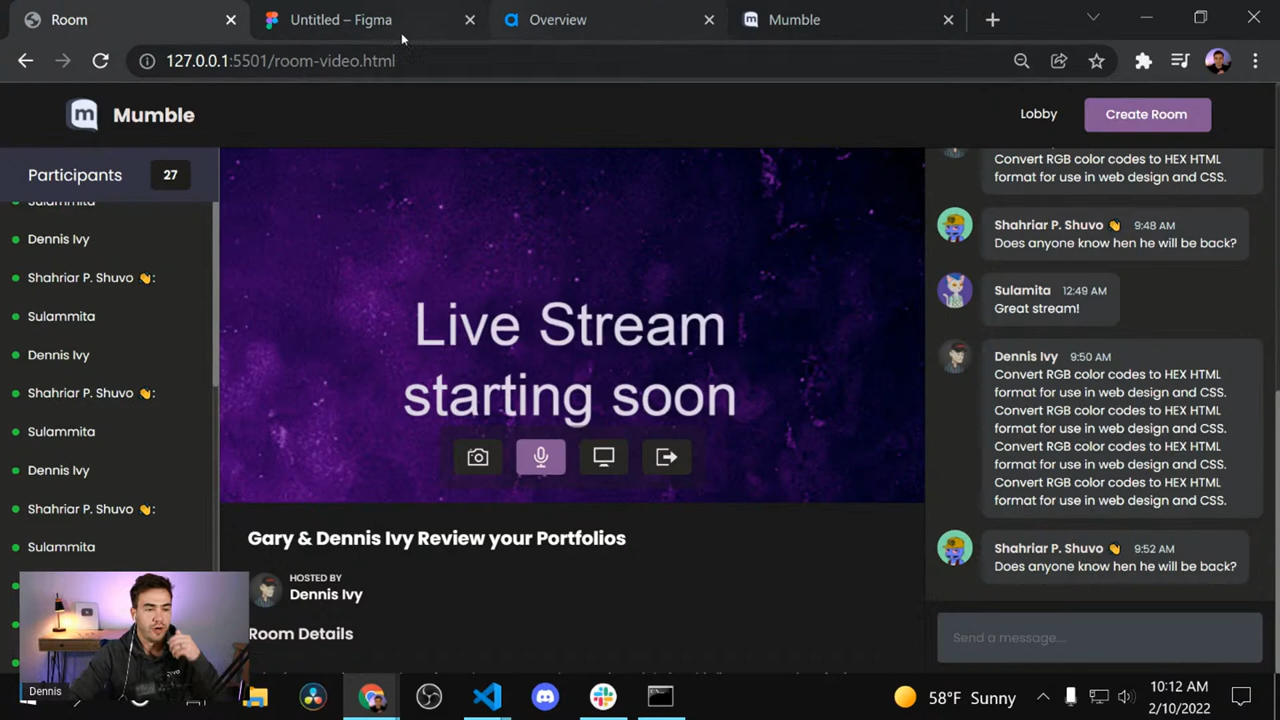 Room
Untitled – Figma
Overview
Mumble
127.0.0.1:5501/room-video.html
m
Mumble
Lobby
Create Room
Participants
27
Sulammita
Dennis Ivy
Shahriar P. Shuvo 👋:
Sulammita
Dennis Ivy
Shahriar P. Shuvo 👋:
Sulammita
Dennis Ivy
Shahriar P. Shuvo 👋:
Sulammita
Live Stream
starting soon
Gary & Dennis Ivy Review your Portfolios
HOSTED BY
Dennis Ivy
Room Details
Convert RGB color codes to HEX HTML
format for use in web design and CSS.
Shahriar P. Shuvo 👋 9:48 AM
Does anyone know hen he will be back?
Sulamita 12:49 AM
Great stream!
Dennis Ivy 9:50 AM
Convert RGB color codes to HEX HTML
format for use in web design and CSS.
Convert RGB color codes to HEX HTML
format for use in web design and CSS.
Convert RGB color codes to HEX HTML
format for use in web design and CSS.
Convert RGB color codes to HEX HTML
format for use in web design and CSS.
Shahriar P. Shuvo 👋 9:52 AM
Does anyone know hen he will be back?
Send a message....
Dennis
58°F Sunny
10:12 AM
2/10/2022